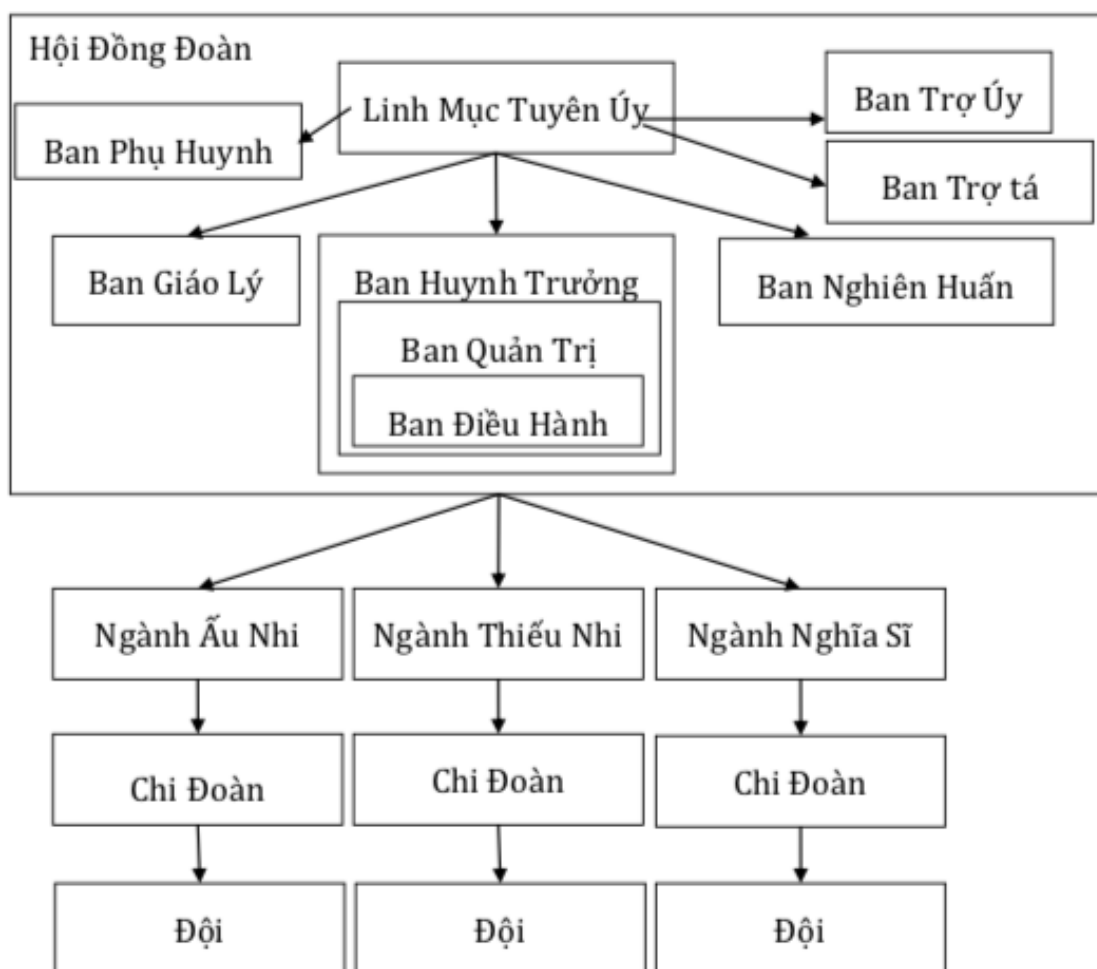 Hội Đồng Đoàn
Linh Mục Tuyên Úy
Ban Trợ Úy
Ban Phụ Huynh
Ban Trợ tá
Ban Giáo Lý
Ban Huynh Trưởng
Ban Nghiên Huấn
Ban Quản Trị
Ban Điều Hành
Ngành Ấu Nhi
Ngành Thiếu Nhi
Ngành Nghĩa Sĩ
Chi Đoàn
Chi Đoàn
Chi Đoàn
Đội
Đội
Đội